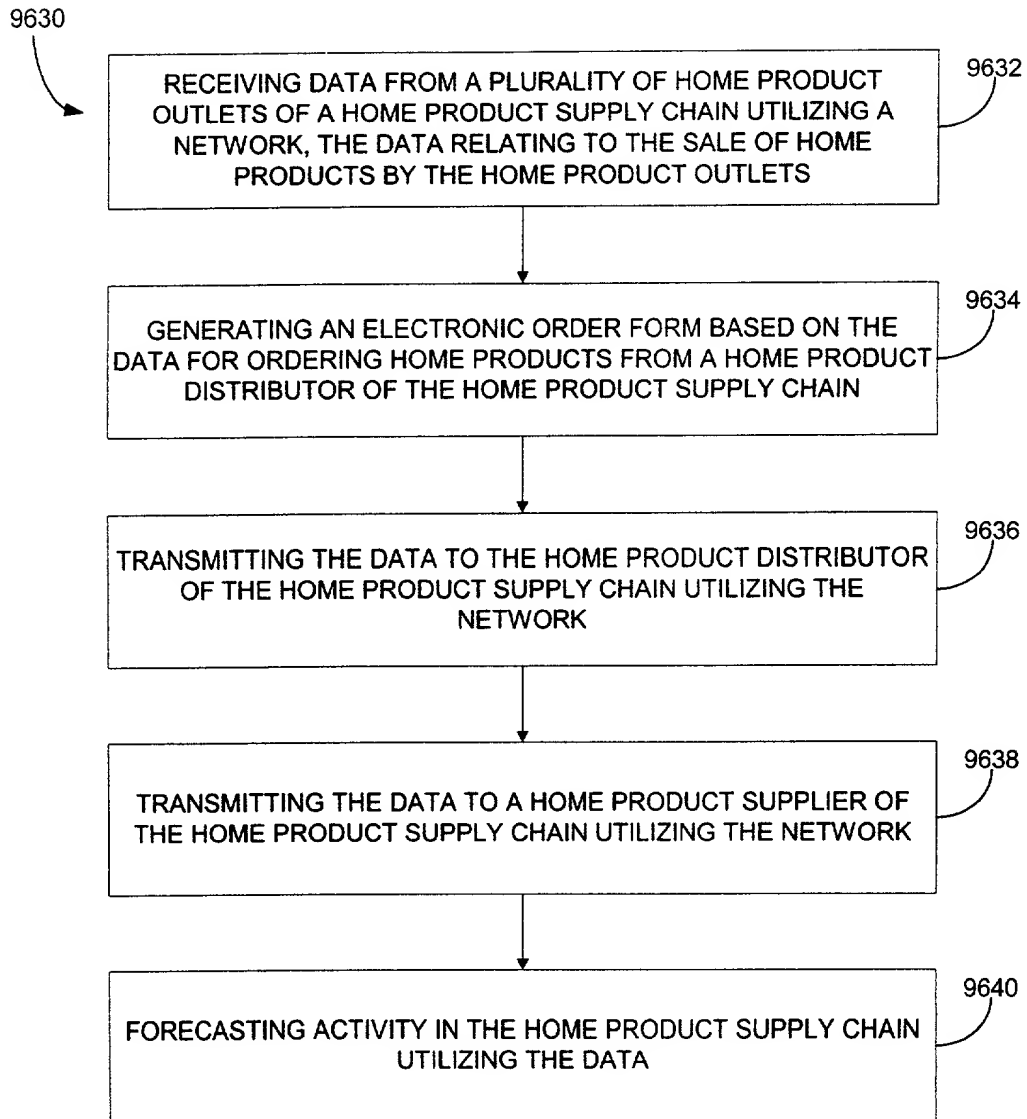 9630
RECEIVING DATA FROM A PLURALITY OF HOME PRODUCT
OUTLETS OF A HOME PRODUCT SUPPLY CHAIN UTILIZING A
NETWORK, THE DATA RELATING TO THE SALE OF HOME
PRODUCTS BY THE HOME PRODUCT OUTLETS
9632
GENERATING AN ELECTRONIC ORDER FORM BASED ON THE
DATA FOR ORDERING HOME PRODUCTS FROM A HOME PRODUCT
DISTRIBUTOR OF THE HOME PRODUCT SUPPLY CHAIN
9634
TRANSMITTING THE DATA TO THE HOME PRODUCT DISTRIBUTOR
OF THE HOME PRODUCT SUPPLY CHAIN UTILIZING THE
NETWORK
9636
TRANSMITTING THE DATA TO A HOME PRODUCT SUPPLIER OF
THE HOME PRODUCT SUPPLY CHAIN UTILIZING THE NETWORK
9638
FORECASTING ACTIVITY IN THE HOME PRODUCT SUPPLY CHAIN
UTILIZING THE DATA
9640